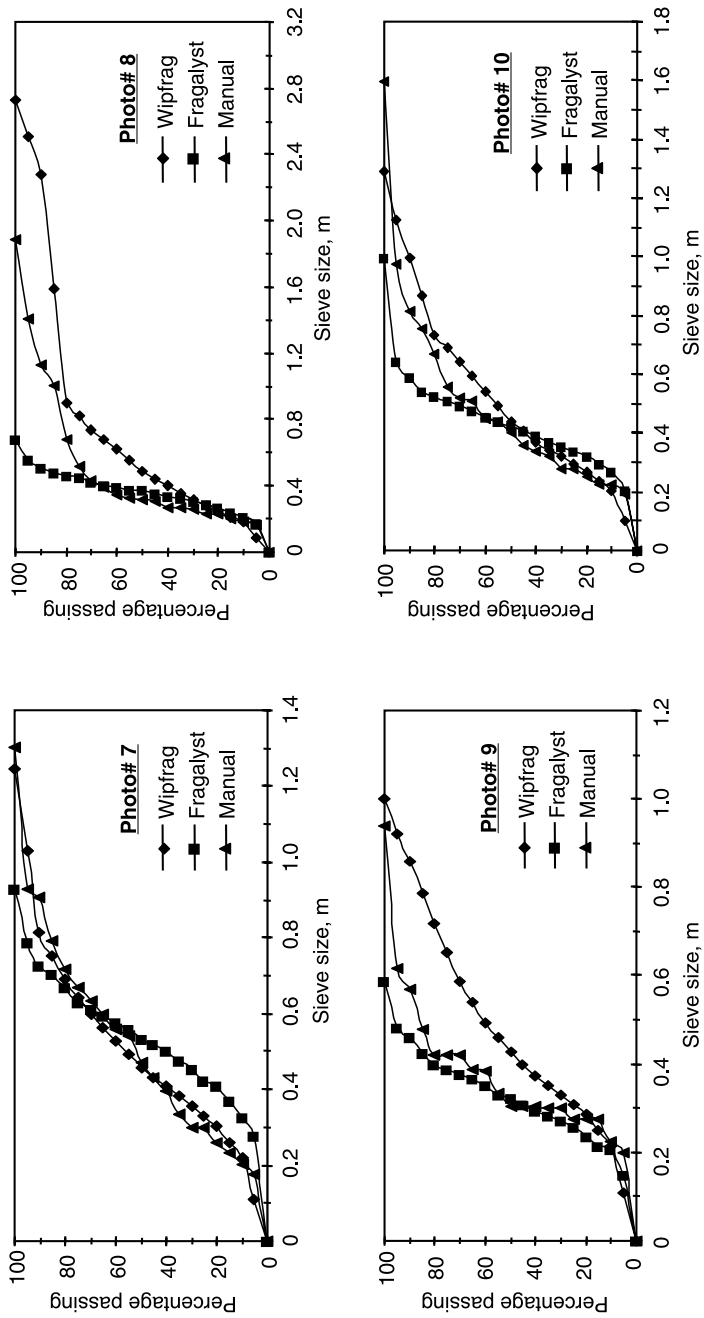 100
80
60
40
20
0
Percentage passing
Photo# 7
Wipfrag
Fragalyst
Manual
0 0.2 0.4 0.6 0.8 1.0 1.2 1.4
Sieve size, m
100
80
60
40
20
0
Percentage passing
Photo# 8
Wipfrag
Fragalyst
Manual
0 0.4 0.8 1.2 1.6 2.0 2.4 2.8 3.2
Sieve size, m
100
80
60
40
20
0
Percentage passing
Photo# 9
Wipfrag
Fragalyst
Manual
0 0.2 0.4 0.6 0.8 1.0 1.2
Sieve size, m
100
80
60
40
20
0
Percentage passing
Photo# 10
Wipfrag
Fragalyst
Manual
0 0.2 0.4 0.6 0.8 1.0 1.2 1.4 1.6 1.8
Sieve size, m